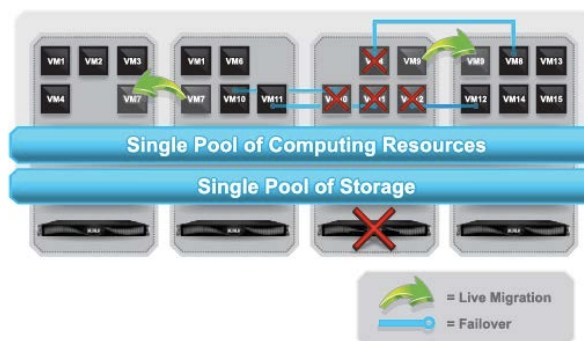 VM1 VM2 VM3 VM1 VM6 VM9 VM9 VM8 VM13
VM4 VM7 VM7 VM10 VM11 VM12 VM14 VM15
Single Pool of Computing Resources
Single Pool of Storage
= Live Migration
= Failover